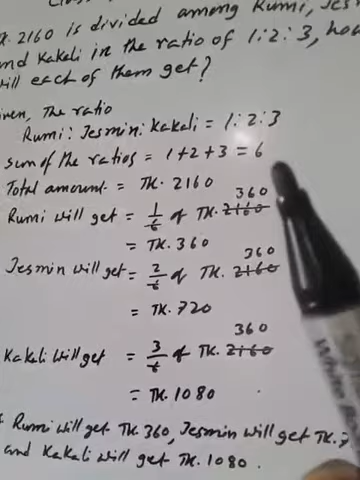 2160 is divided among Rumi,
and Kakali in the ratio of 1:2:3,
will each of them get?
The ratio
Rumi: Jesmin: Kakali = 1:2:3
sum of the ratios = 1+2+3 = 6
Total amount = TK. 2160
Rumi will get = 1/6 of TK. 2160 360
= TK. 360
Jesmin will get = 2/6 of TK. 2160 360
= TK. 720
Kakali will get = 3/6 of TK. 2160 360
= TK. 1080
Rumi will get TK. 360, Jesmin will get TK.
and Kakali will get TK. 1080.